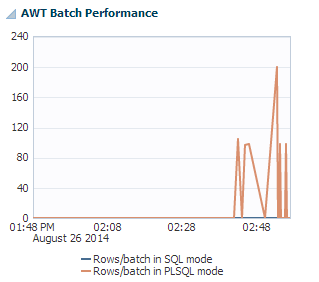 AWT Batch Performance
240
200
160
120
80
40
0
01:48 PM 02:08 02:28 02:48
August 26 2014
Rows/batch in SQL mode
Rows/batch in PLSQL mode